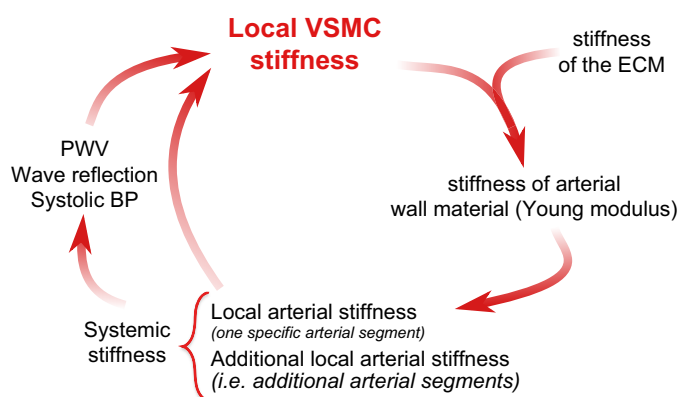 Local VSMC
stiffness
stiffness
of the ECM
PWV
Wave reflection
Systolic BP
stiffness of arterial
wall material (Young modulus)
Systemic
stiffness
Local arterial stiffness
(one specific arterial segment)
Additional local arterial stiffness
(i.e. additional arterial segments)